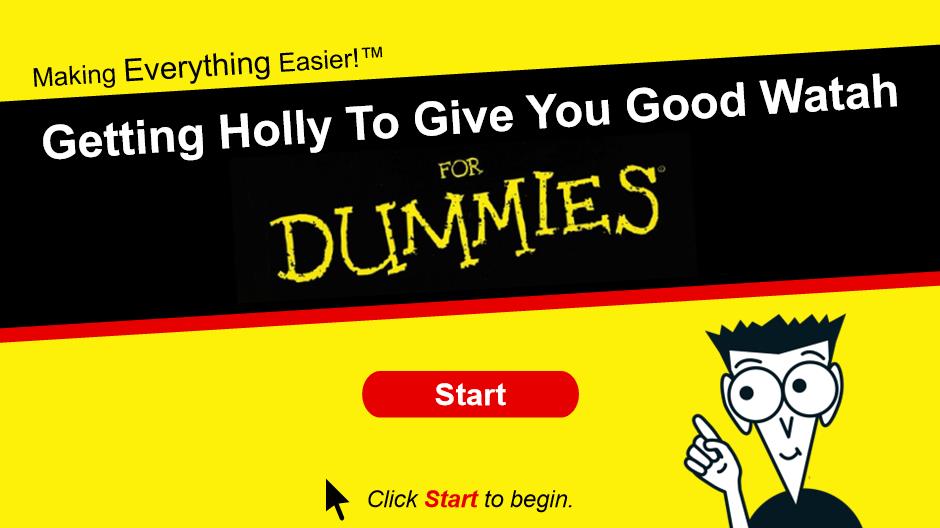 Making Everything Easier!™
Getting Holly To Give You Good Watah
FOR
DUMMIES®
Start
Click Start to begin.